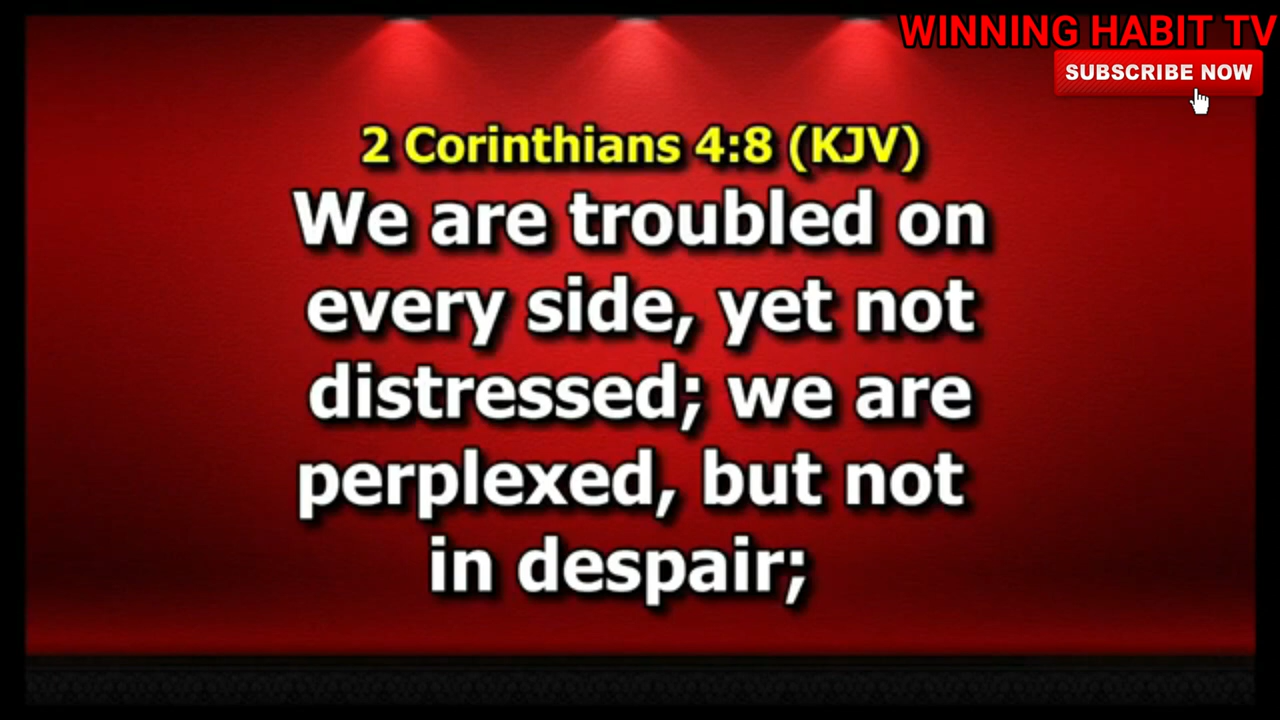 WINNING HABIT TV
SUBSCRIBE NOW
2 Corinthians 4:8 (KJV)
We are troubled on
every side, yet not
distressed; we are
perplexed, but not
in despair;